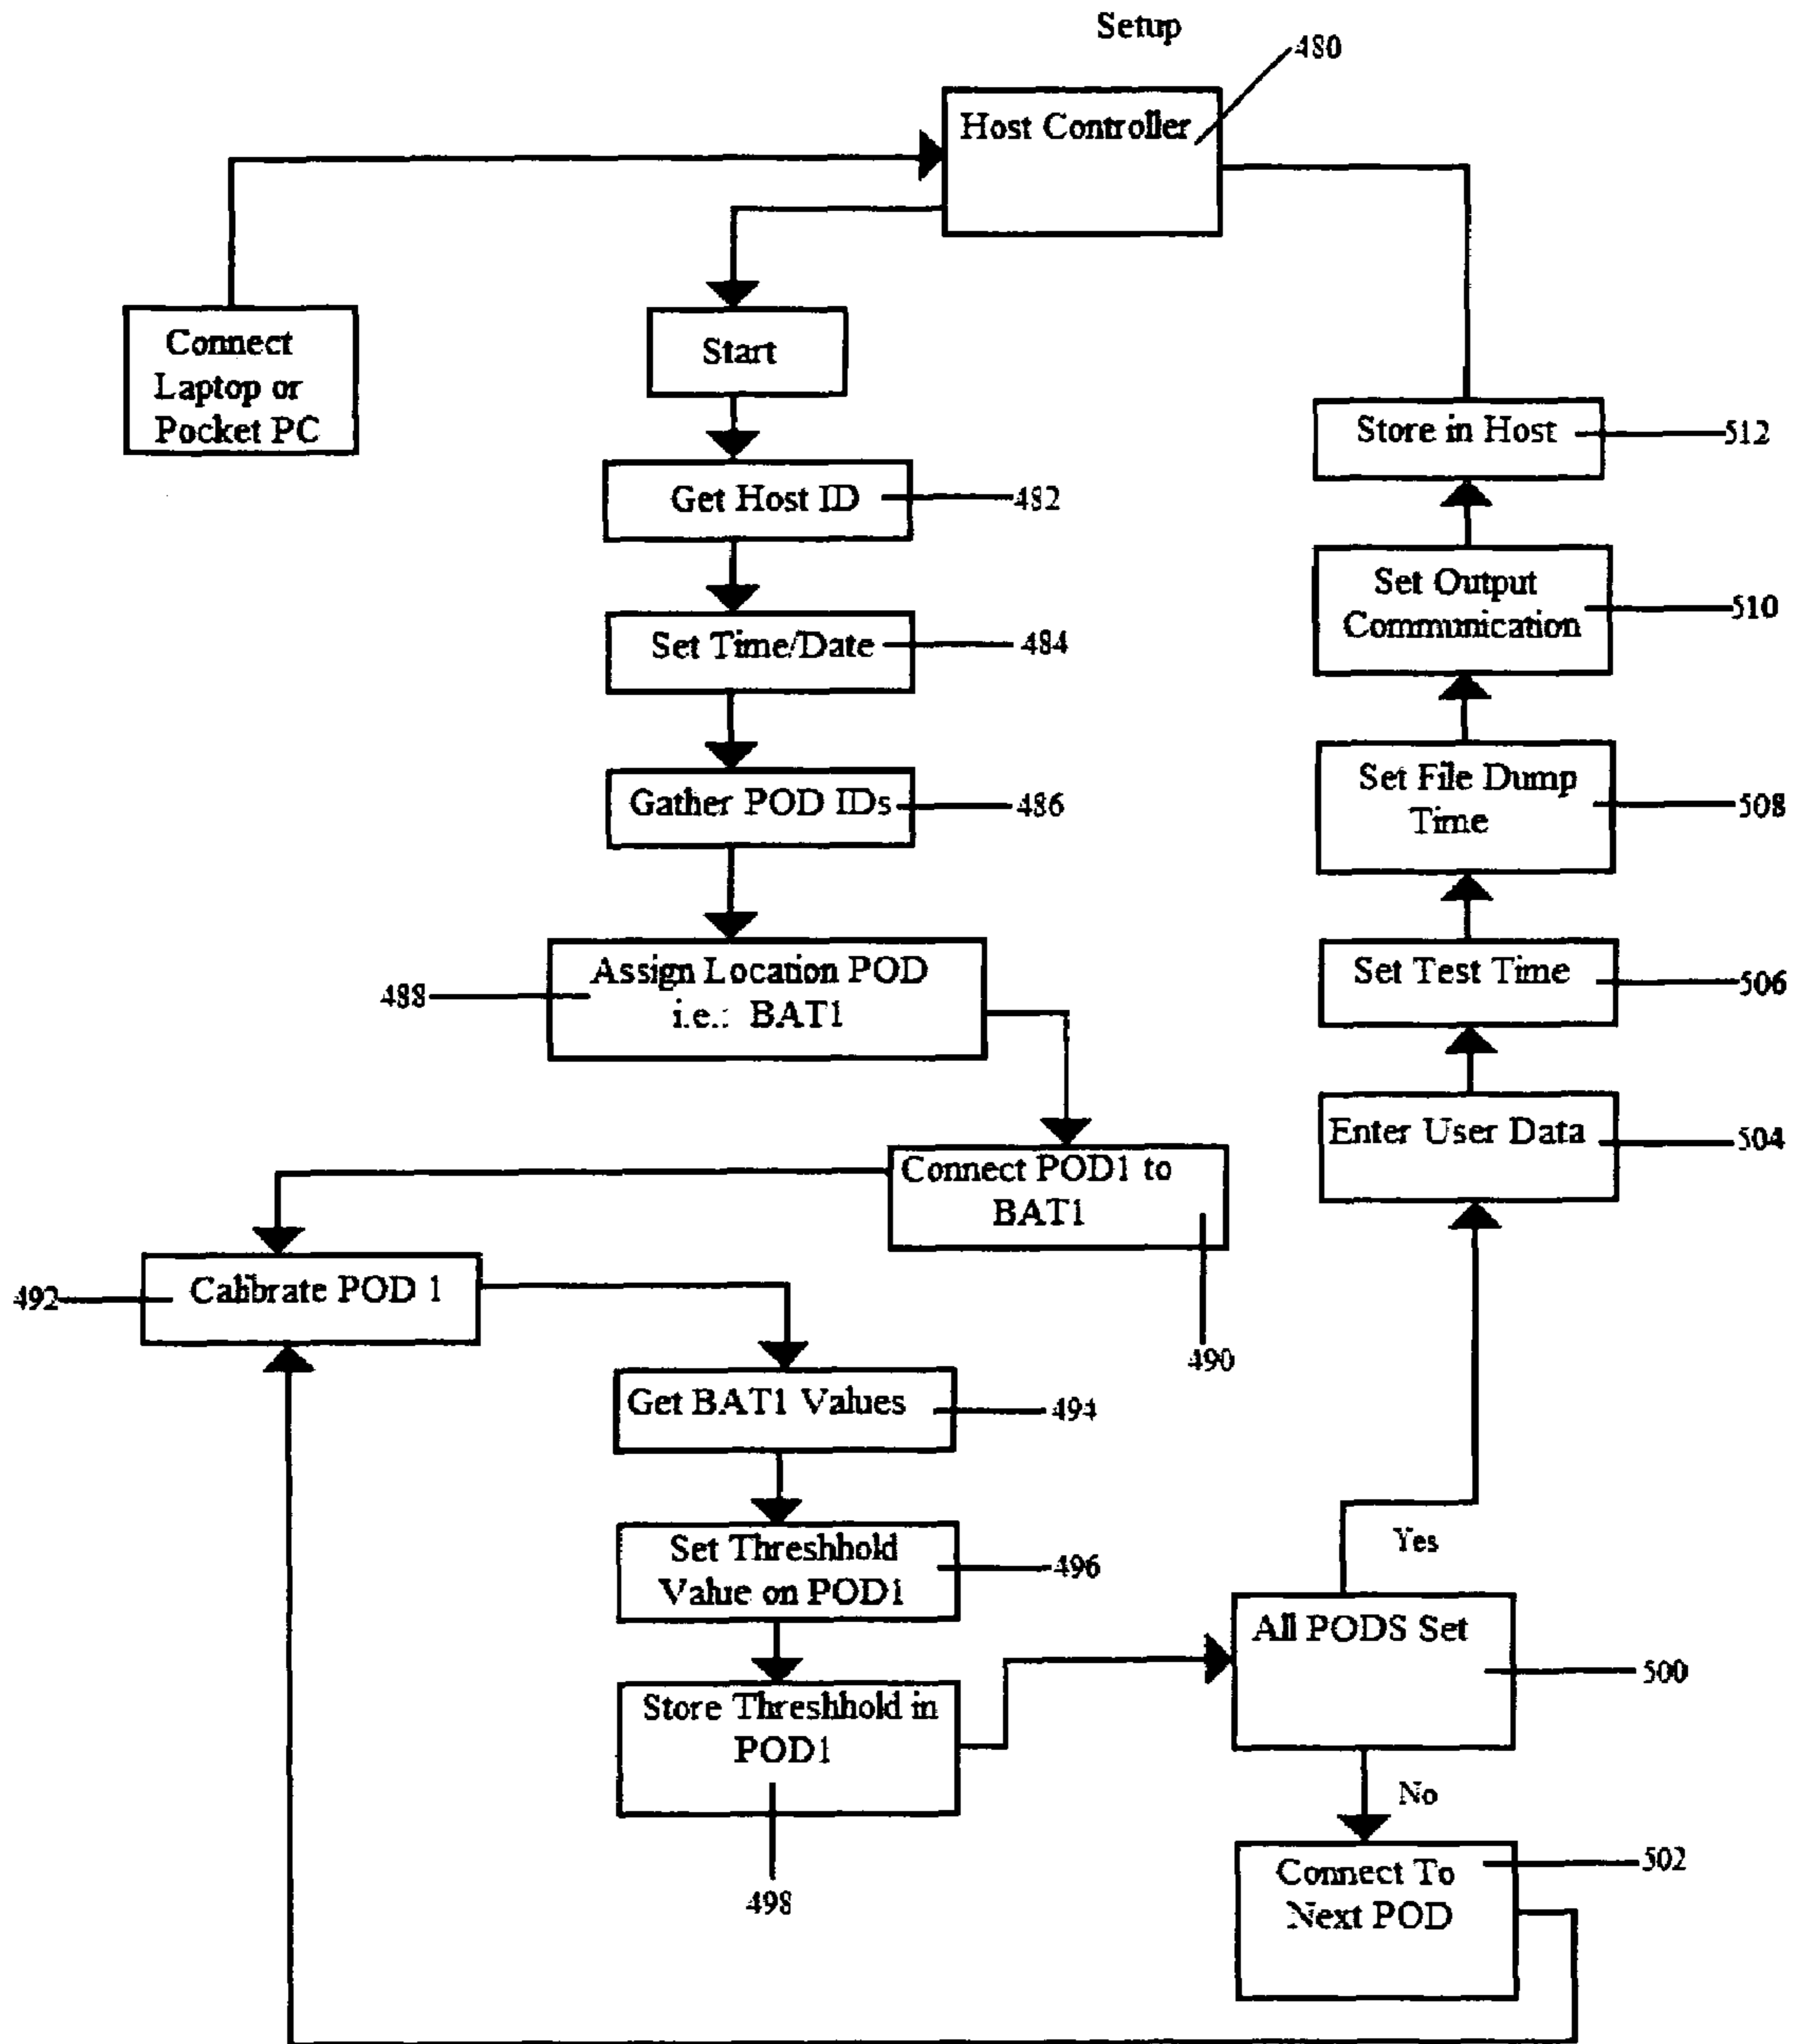 Setup
480
Host Controller
Connect
Laptop or
Pocket PC
Start
Get Host ID
482
Set Time/Date
484
Gather POD IDs
486
Assign Location POD
i.e.: BAT1
488
Connect POD1 to
BAT1
490
Calibrate POD 1
492
Get BAT1 Values
494
Set Threshhold
Value on POD1
496
Store Threshhold in
POD1
498
All PODS Set
500
Yes
No
Connect To
Next POD
502
Enter User Data
504
Set Test Time
506
Set File Dump
Time
508
Set Output
Communication
510
Store in Host
512